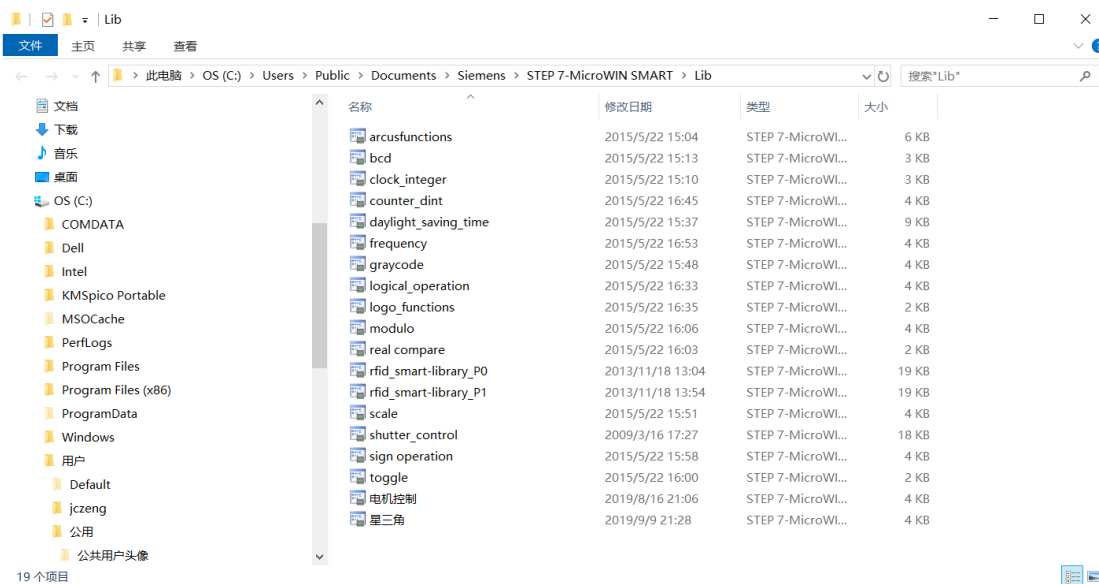 Lib
文件 主页 共享 查看
此电脑 > OS (C:) > Users > Public > Documents > Siemens > STEP 7-MicroWIN SMART > Lib 搜索"Lib"
文档
下载
音乐
桌面
OS (C:)
COMDATA
Dell
Intel
KMSpico Portable
MSOCache
PerfLogs
Program Files
Program Files (x86)
ProgramData
Windows
用户
Default
jczeng
公用
公共用户头像
名称 修改日期 类型 大小
arcusfunctions 2015/5/22 15:04 STEP 7-MicroWI... 6 KB
bcd 2015/5/22 15:13 STEP 7-MicroWI... 3 KB
clock_integer 2015/5/22 15:10 STEP 7-MicroWI... 3 KB
counter_dint 2015/5/22 16:45 STEP 7-MicroWI... 4 KB
daylight_saving_time 2015/5/22 15:37 STEP 7-MicroWI... 9 KB
frequency 2015/5/22 16:53 STEP 7-MicroWI... 4 KB
graycode 2015/5/22 15:48 STEP 7-MicroWI... 4 KB
logical_operation 2015/5/22 16:33 STEP 7-MicroWI... 4 KB
logo_functions 2015/5/22 16:35 STEP 7-MicroWI... 2 KB
modulo 2015/5/22 16:06 STEP 7-MicroWI... 4 KB
real compare 2015/5/22 16:03 STEP 7-MicroWI... 2 KB
rfid_smart-library_P0 2013/11/18 13:04 STEP 7-MicroWI... 19 KB
rfid_smart-library_P1 2013/11/18 13:54 STEP 7-MicroWI... 19 KB
scale 2015/5/22 15:51 STEP 7-MicroWI... 4 KB
shutter_control 2009/3/16 17:27 STEP 7-MicroWI... 18 KB
sign operation 2015/5/22 15:58 STEP 7-MicroWI... 4 KB
toggle 2015/5/22 16:00 STEP 7-MicroWI... 2 KB
电机控制 2019/8/16 21:06 STEP 7-MicroWI... 4 KB
星三角 2019/9/9 21:28 STEP 7-MicroWI... 4 KB
19 个项目